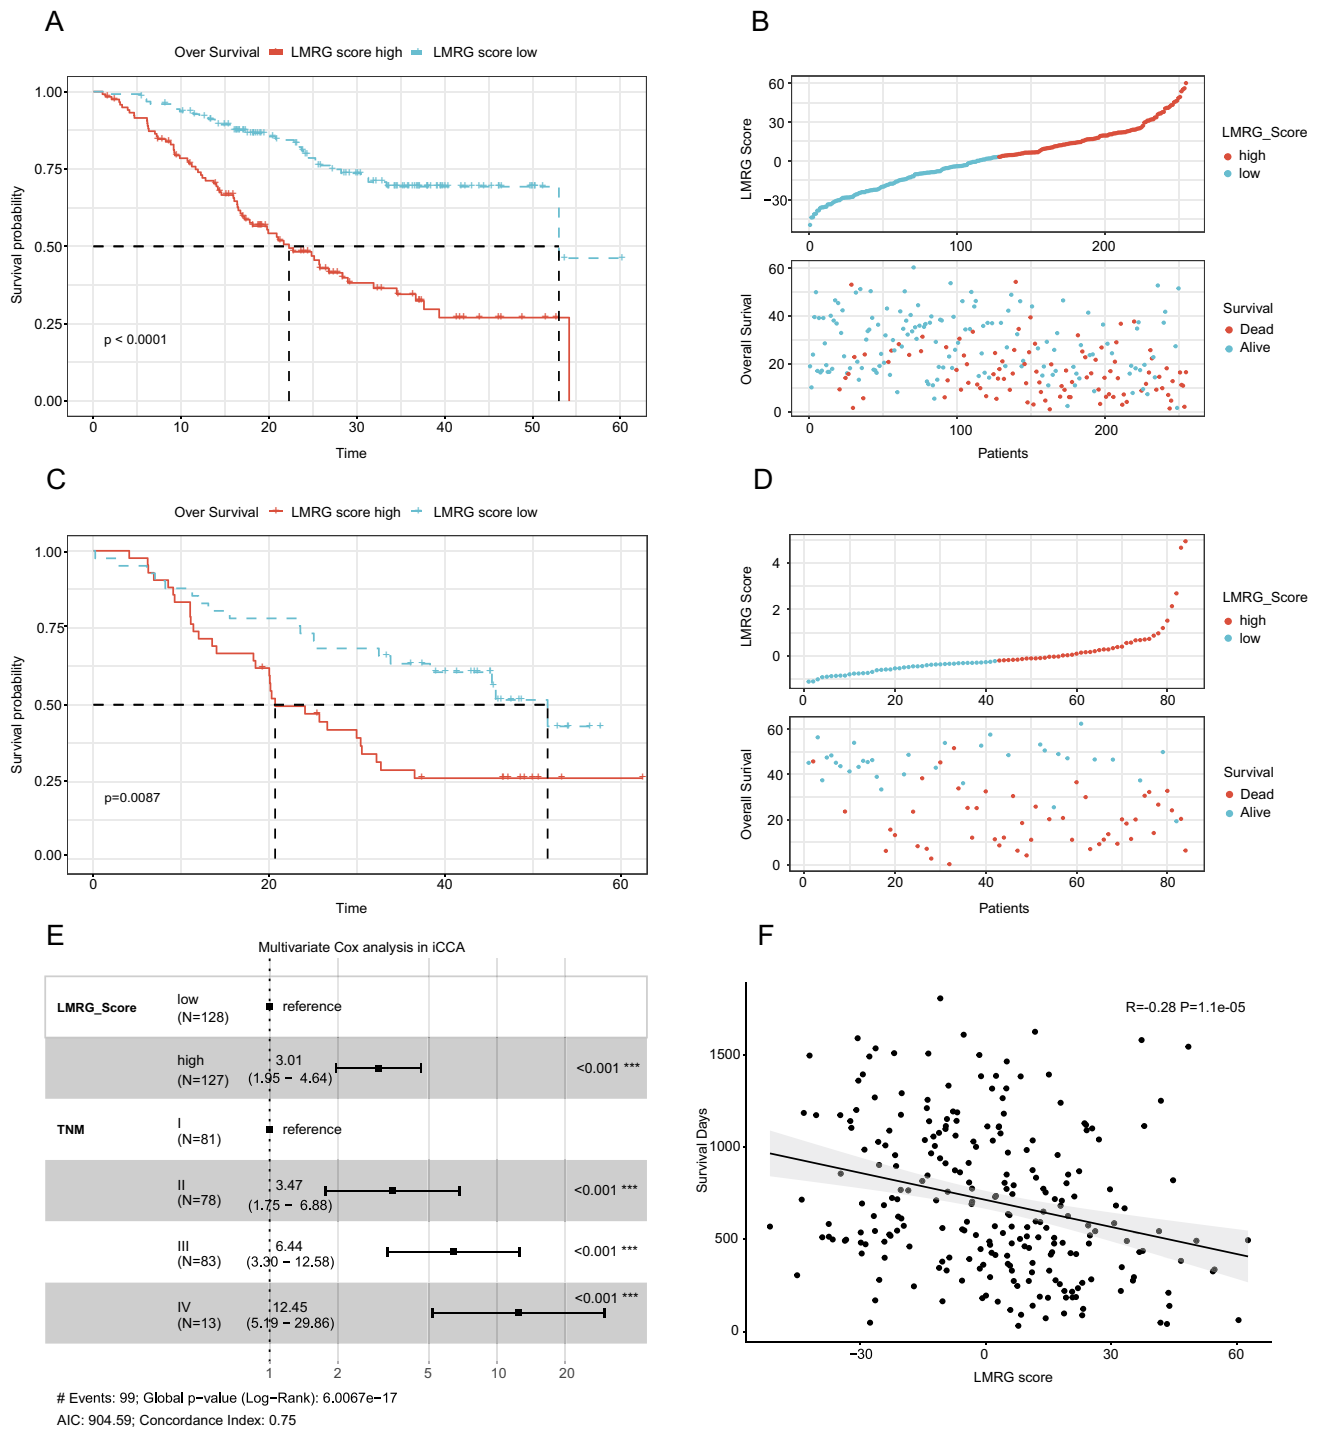 A
Over Survival LMRG score high LMRG score low
Survival probability
1.00
0.75
0.50
0.25
0.00
p < 0.0001
0 10 20 30 40 50 60
Time
B
LMRG Score
60
30
0
−30
0 100 200
LMRG_Score
high
low
Overall Surival
60
40
20
0
0 100 200
Patients
Survival
Dead
Alive
C
Over Survival LMRG score high LMRG score low
Survival probability
1.00
0.75
0.50
0.25
0.00
p=0.0087
0 20 40 60
Time
D
LMRG Score
4
2
0
0 20 40 60 80
LMRG_Score
high
low
Overall Surival
60
40
20
0
0 20 40 60 80
Patients
Survival
Dead
Alive
E
Multivariate Cox analysis in iCCA
LMRG_Score
low
(N=128)
reference
high
(N=127)
3.01
(1.95 − 4.64)
<0.001 ***
TNM
I
(N=81)
reference
II
(N=78)
3.47
(1.75 − 6.88)
<0.001 ***
III
(N=83)
6.44
(3.30 − 12.58)
<0.001 ***
IV
(N=13)
12.45
(5.19 − 29.86)
<0.001 ***
1 2 5 10 20
# Events: 99; Global p−value (Log−Rank): 6.0067e−17
AIC: 904.59; Concordance Index: 0.75
F
R=-0.28 P=1.1e-05
Survival Days
1500
1000
500
0
−30 0 30 60
LMRG score